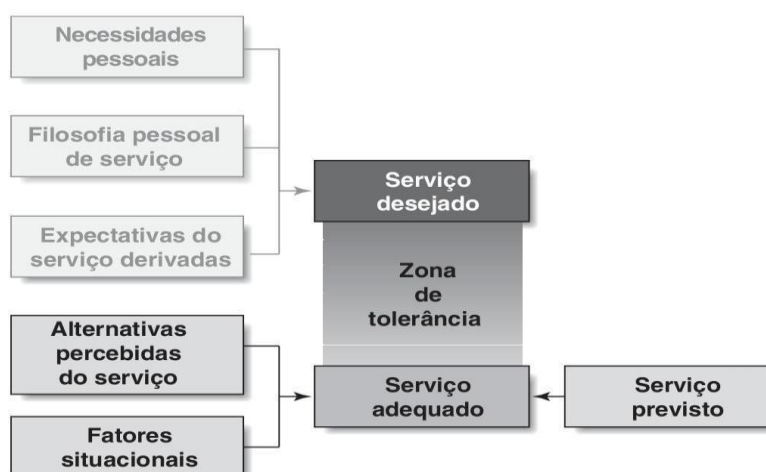 Necessidades
pessoais
Filosofia pessoal
de serviço
Expectativas do
serviço derivadas
Serviço
desejado
Zona
de
tolerância
Alternativas
percebidas
do serviço
Fatores
situacionais
Serviço
adequado
Serviço
previsto